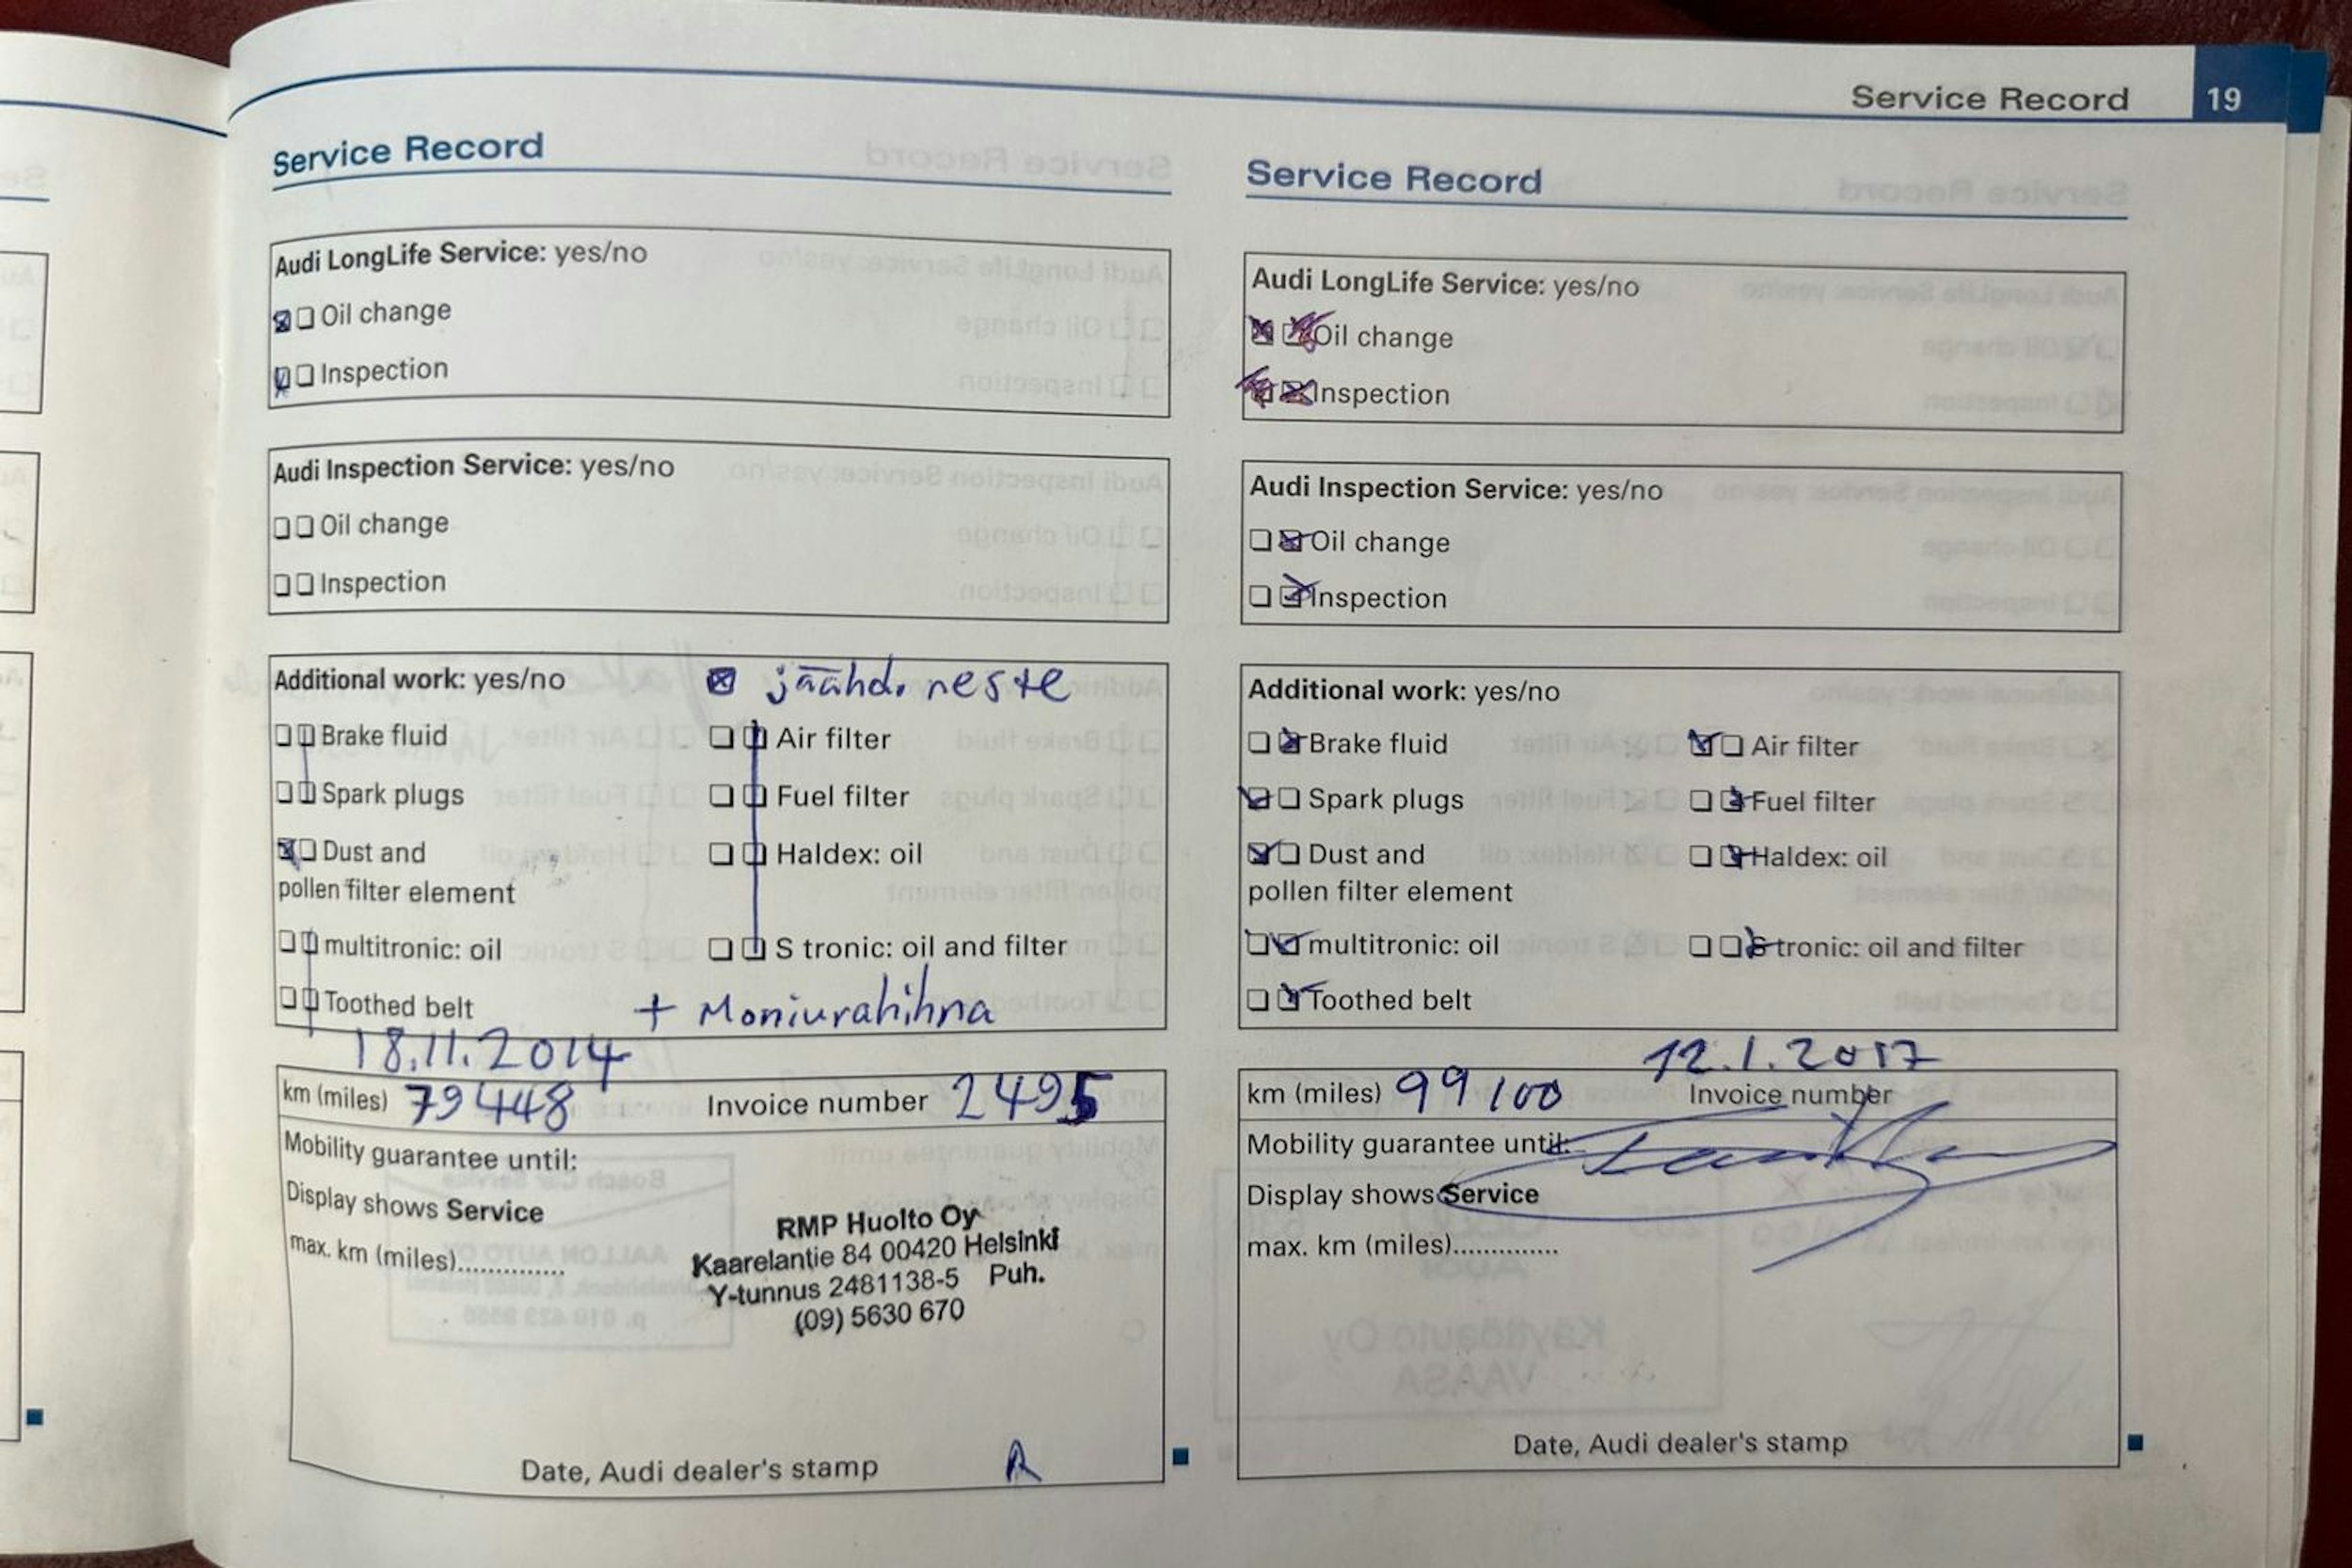 Service Record 19
Service Record
Audi LongLife Service: yes/no
Oil change
Inspection
Audi Inspection Service: yes/no
Oil change
Inspection
Additional work: yes/no
jäähd. neste
Brake fluid
Air filter
Spark plugs
Fuel filter
Dust and
pollen filter element
Haldex: oil
multitronic: oil
S tronic: oil and filter
Toothed belt
+ Moniurahihna
18.11.2014
km (miles) 79448
Invoice number 2495
Mobility guarantee until:
Display shows Service
max. km (miles)..............
RMP Huolto Oy
Kaarelantie 84 00420 Helsinki
Y-tunnus 2481138-5 Puh.
(09) 5630 670
Date, Audi dealer's stamp
Service Record
Audi LongLife Service: yes/no
Oil change
Inspection
Audi Inspection Service: yes/no
Oil change
Inspection
Additional work: yes/no
Brake fluid
Air filter
Spark plugs
Fuel filter
Dust and
pollen filter element
Haldex: oil
multitronic: oil
S tronic: oil and filter
Toothed belt
12.1.2017
km (miles) 99100
Invoice number
Mobility guarantee until:
Display shows Service
max. km (miles)..............
Date, Audi dealer's stamp